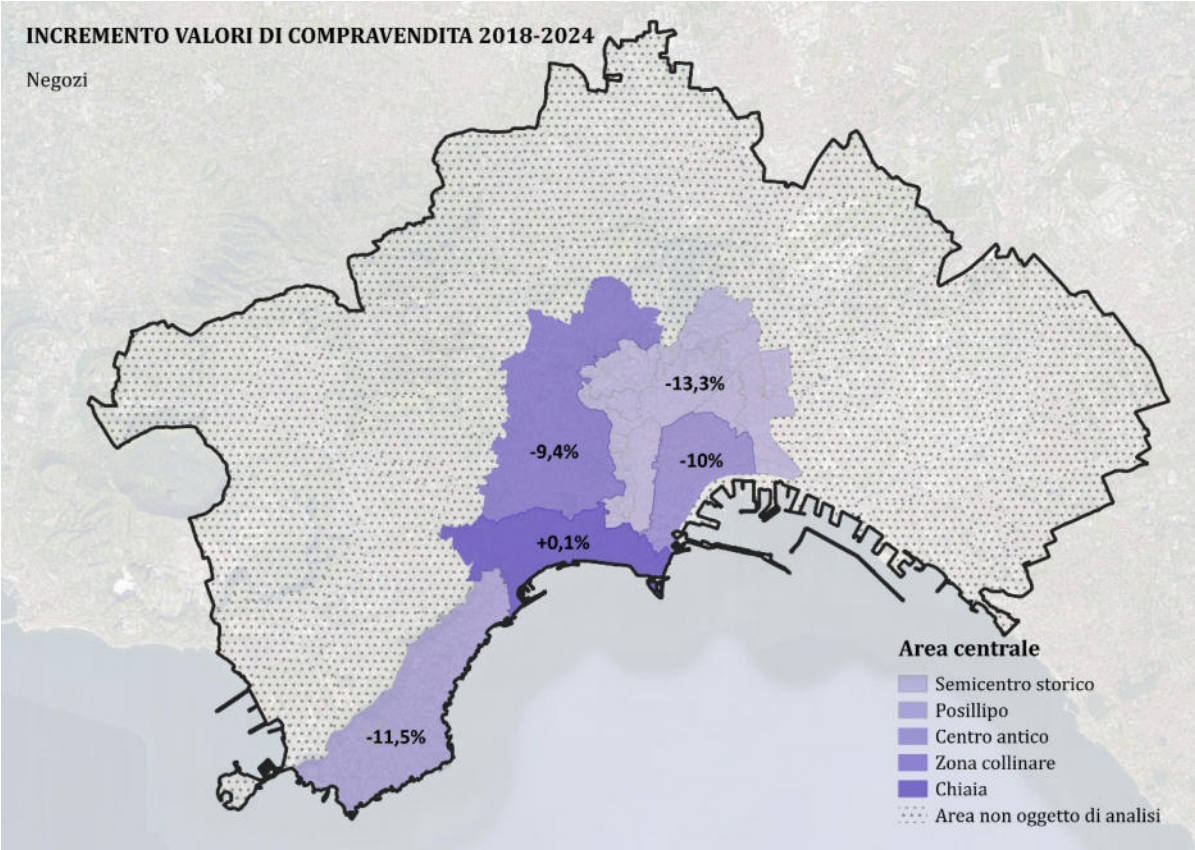 INCREMENTO VALORI DI COMPRAVENDITA 2018-2024
Negozi
-13,3%
-9,4%
-10%
+0,1%
-11,5%
Area centrale
Semicentro storico
Posillipo
Centro antico
Zona collinare
Chiaia
Area non oggetto di analisi